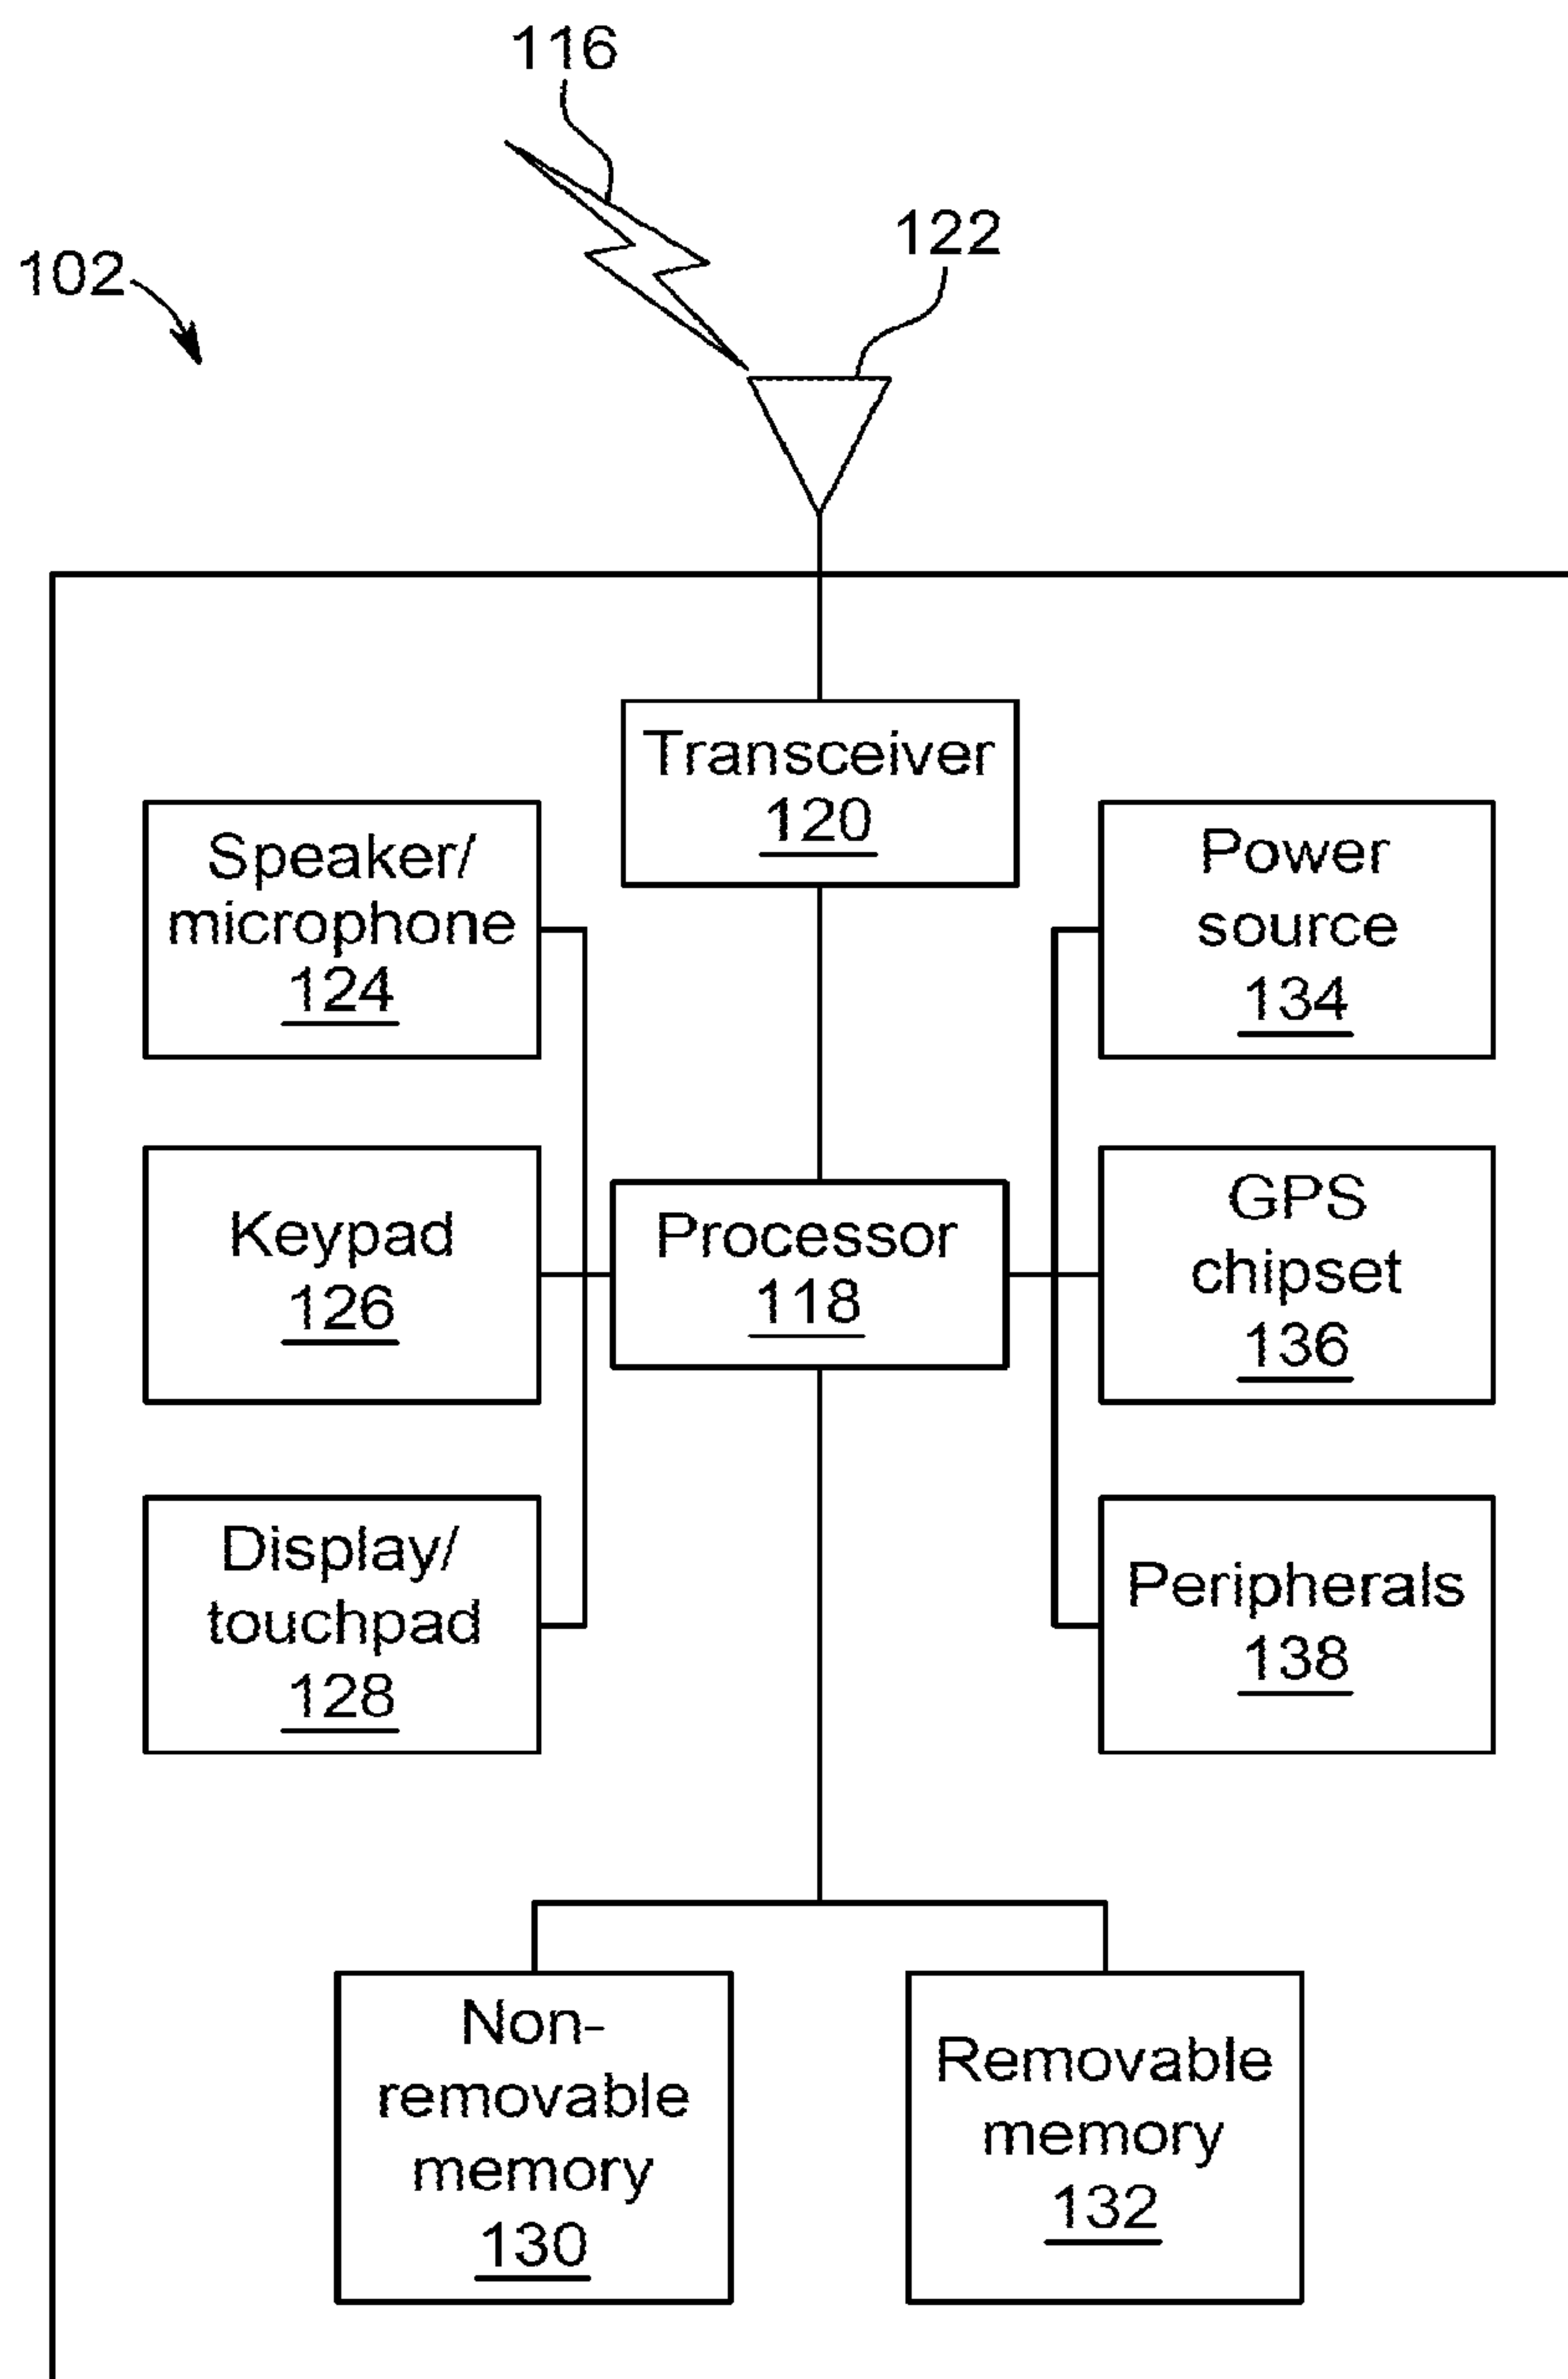 116
122
102
Transceiver
120
Speaker/
microphone
124
Power
source
134
Keypad
126
Processor
118
GPS
chipset
136
Display/
touchpad
128
Peripherals
138
Non-
removable
memory
130
Removable
memory
132